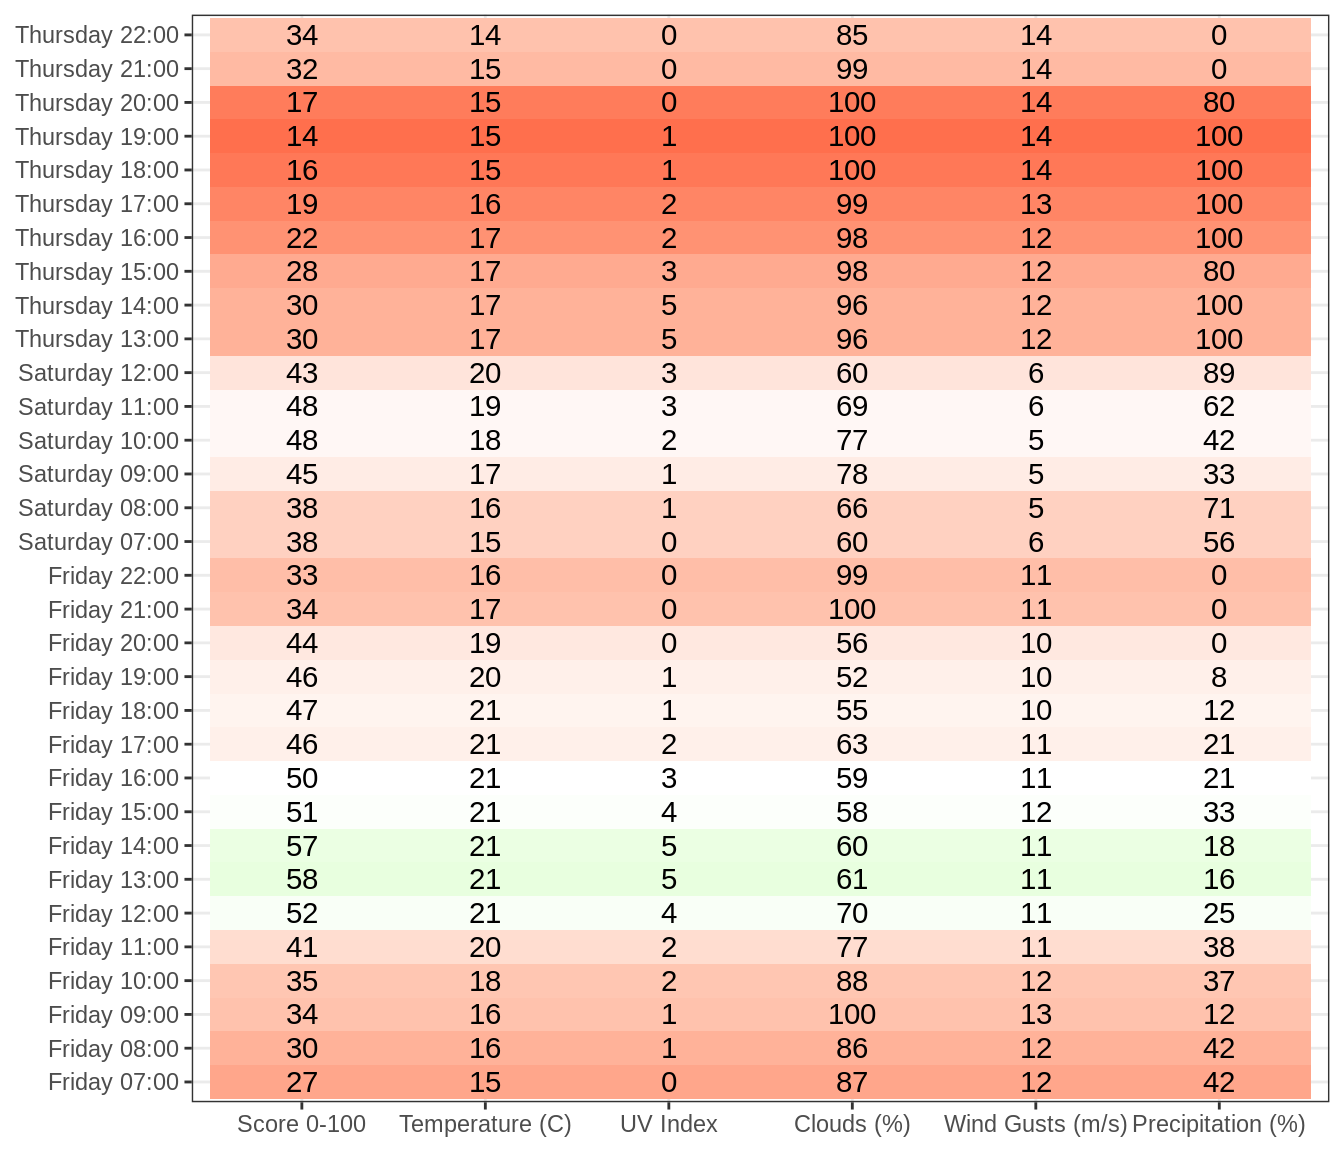 Thursday 22:00 34 14 0 85 14 0
Thursday 21:00 32 15 0 99 14 0
Thursday 20:00 17 15 0 100 14 80
Thursday 19:00 14 15 1 100 14 100
Thursday 18:00 16 15 1 100 14 100
Thursday 17:00 19 16 2 99 13 100
Thursday 16:00 22 17 2 98 12 100
Thursday 15:00 28 17 3 98 12 80
Thursday 14:00 30 17 5 96 12 100
Thursday 13:00 30 17 5 96 12 100
Saturday 12:00 43 20 3 60 6 89
Saturday 11:00 48 19 3 69 6 62
Saturday 10:00 48 18 2 77 5 42
Saturday 09:00 45 17 1 78 5 33
Saturday 08:00 38 16 1 66 5 71
Saturday 07:00 38 15 0 60 6 56
Friday 22:00 33 16 0 99 11 0
Friday 21:00 34 17 0 100 11 0
Friday 20:00 44 19 0 56 10 0
Friday 19:00 46 20 1 52 10 8
Friday 18:00 47 21 1 55 10 12
Friday 17:00 46 21 2 63 11 21
Friday 16:00 50 21 3 59 11 21
Friday 15:00 51 21 4 58 12 33
Friday 14:00 57 21 5 60 11 18
Friday 13:00 58 21 5 61 11 16
Friday 12:00 52 21 4 70 11 25
Friday 11:00 41 20 2 77 11 38
Friday 10:00 35 18 2 88 12 37
Friday 09:00 34 16 1 100 13 12
Friday 08:00 30 16 1 86 12 42
Friday 07:00 27 15 0 87 12 42
Score 0-100 Temperature (C) UV Index Clouds (%) Wind Gusts (m/s) Precipitation (%)